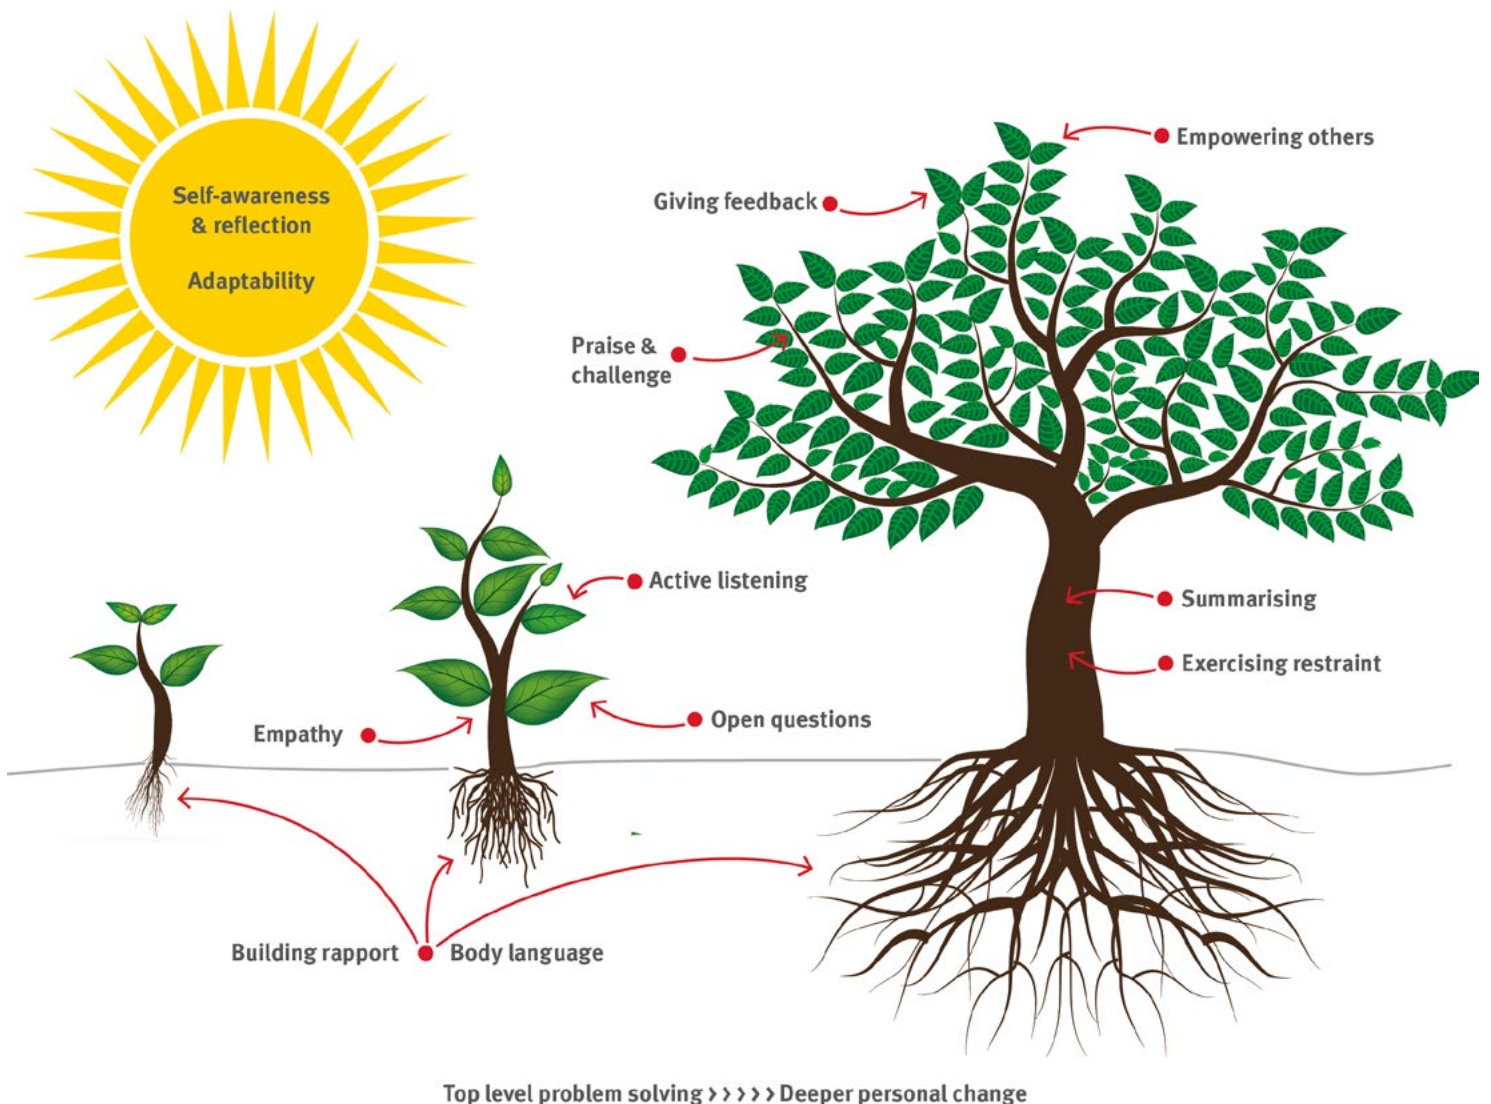 Self-awareness
& reflection
Adaptability
Empowering others
Giving feedback
Praise &
challenge
Active listening
Summarising
Exercising restraint
Open questions
Empathy
Building rapport
Body language
Top level problem solving > > > > > Deeper personal change